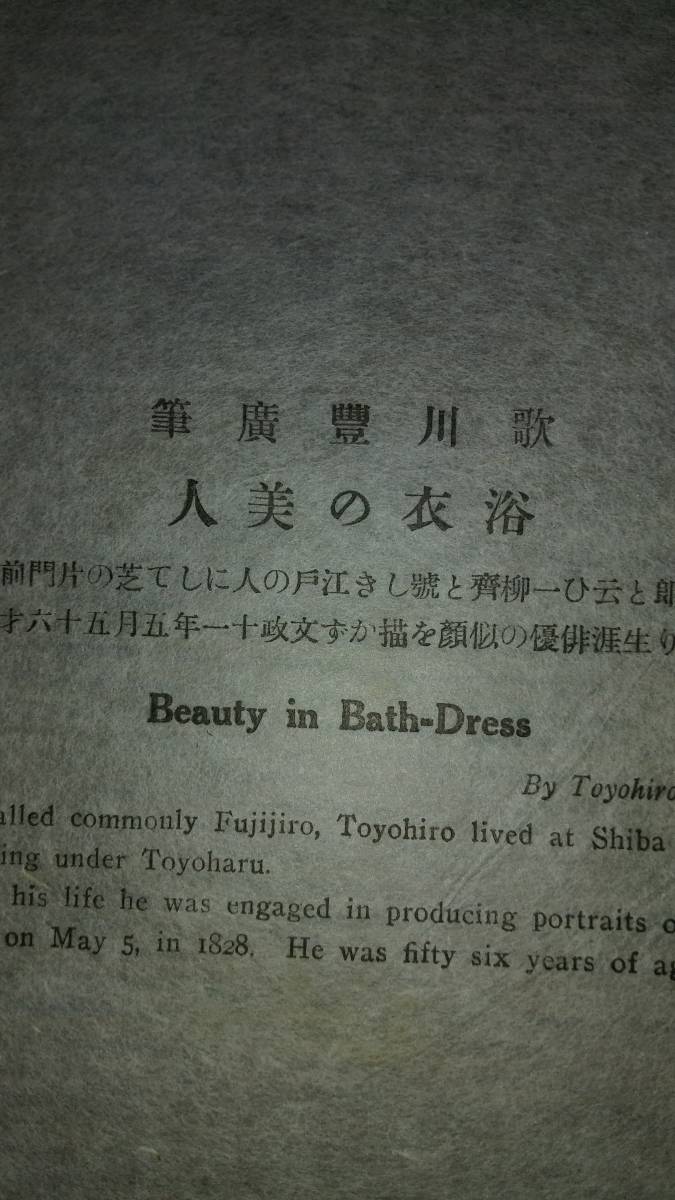 歌川豐廣筆
浴衣の美人
郎と云ひ一柳齊と號しき江戶の人にして芝の片門前
り生涯俳優の似顏を描かず文政十一年五月五十六才
Beauty in Bath-Dress
By Toyohiro
alled commonly Fujijiro, Toyohiro lived at Shiba
ing under Toyoharu.
his life he was engaged in producing portraits o
on May 5, in 1828. He was fifty six years of ag